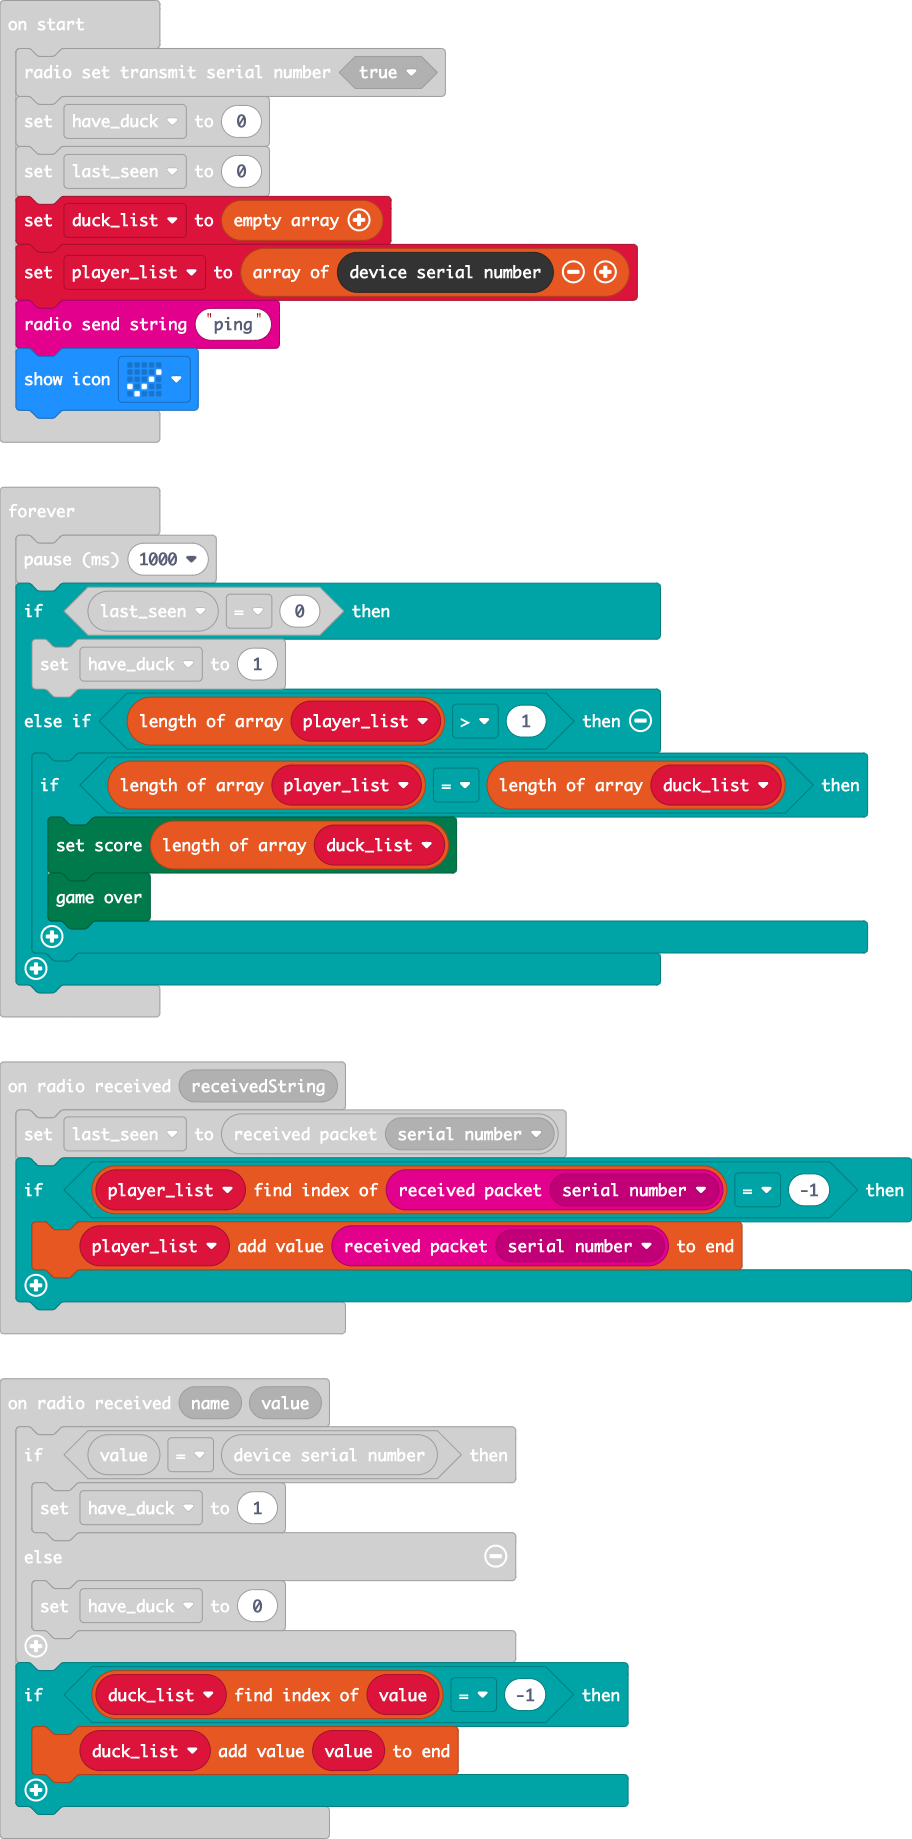 on start
radio set transmit serial number true
set have_duck to 0
set last_seen to 0
set duck_list to empty array
set player_list to array of device serial number
radio send string "ping"
show icon
forever
pause (ms) 1000
if last_seen = 0 then
set have_duck to 1
else if length of array player_list > 1 then
if length of array player_list = length of array duck_list then
set score length of array duck_list
game over
on radio received receivedString
set last_seen to received packet serial number
if player_list find index of received packet serial number = -1 then
player_list add value received packet serial number to end
on radio received name value
if value = device serial number then
set have_duck to 1
else
set have_duck to 0
if duck_list find index of value = -1 then
duck_list add value value to end